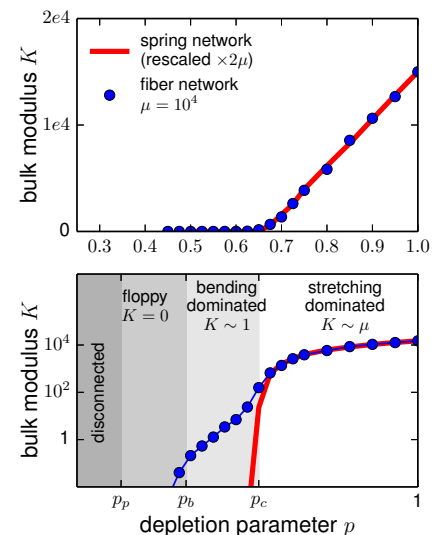 2e4
1e4
0
bulk modulus K
spring network
(rescaled ×2μ)
fiber network
μ = 10⁴
0.3 0.4 0.5 0.6 0.7 0.8 0.9 1.0
bulk modulus K
10⁴
10²
1
disconnected
floppy
K = 0
bending
dominated
K ∼ 1
stretching
dominated
K ∼ μ
p_p p_b p_c 1
depletion parameter p